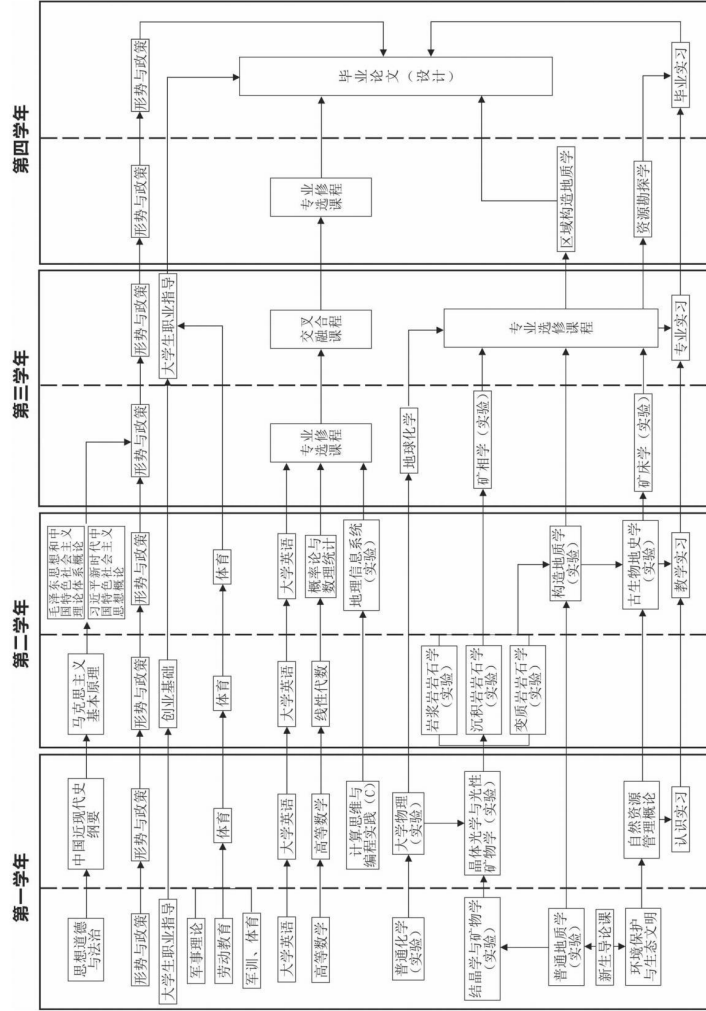 第一学年
第二学年
第三学年
第四学年
思想道德
与法治
中国近现代史
纲要
马克思主义
基本原理
毛泽东思想和中
国特色社会主义
理论体系概论
习近平新时代中
国特色社会主义
思想概论
形势与政策
形势与政策
形势与政策
形势与政策
形势与政策
形势与政策
形势与政策
形势与政策
大学生职业指导
创业基础
大学生职业指导
军事理论
劳动教育
军训、体育
体育
体育
体育
大学英语
大学英语
大学英语
大学英语
高等数学
高等数学
线性代数
概率论与
数理统计
专业
选修
课程
交叉
融合
课程
专业
选修
课程
毕业论文（设计）
计算思维与
编程实践（C）
地理信息系统
（实验）
普通化学
（实验）
大学物理
（实验）
地球化学
结晶学与矿物学
（实验）
晶体光学与光性
矿物学（实验）
岩浆岩岩石学
（实验）
沉积岩岩石学
（实验）
变质岩岩石学
（实验）
矿相学（实验）
专业
选修
课程
普通地质学
（实验）
构造地质学
（实验）
区域构造地质学
新生导论课
环境保护
与生态文明
自然资源
管理概论
古生物地史学
（实验）
矿床学（实验）
资源勘探学
认识实习
教学实习
专业实习
毕业实习